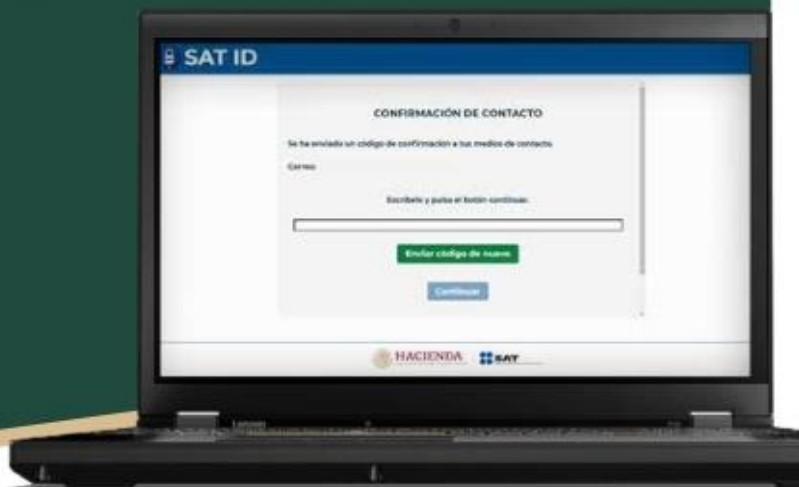 SAT ID
CONFIRMACIÓN DE CONTACTO
Se ha enviado un código de confirmación a tus medios de contacto.
Correo:
Escríbelo y pulsa el botón continuar.
Enviar código de nuevo
Continuar
HACIENDA SAT
Lenovo